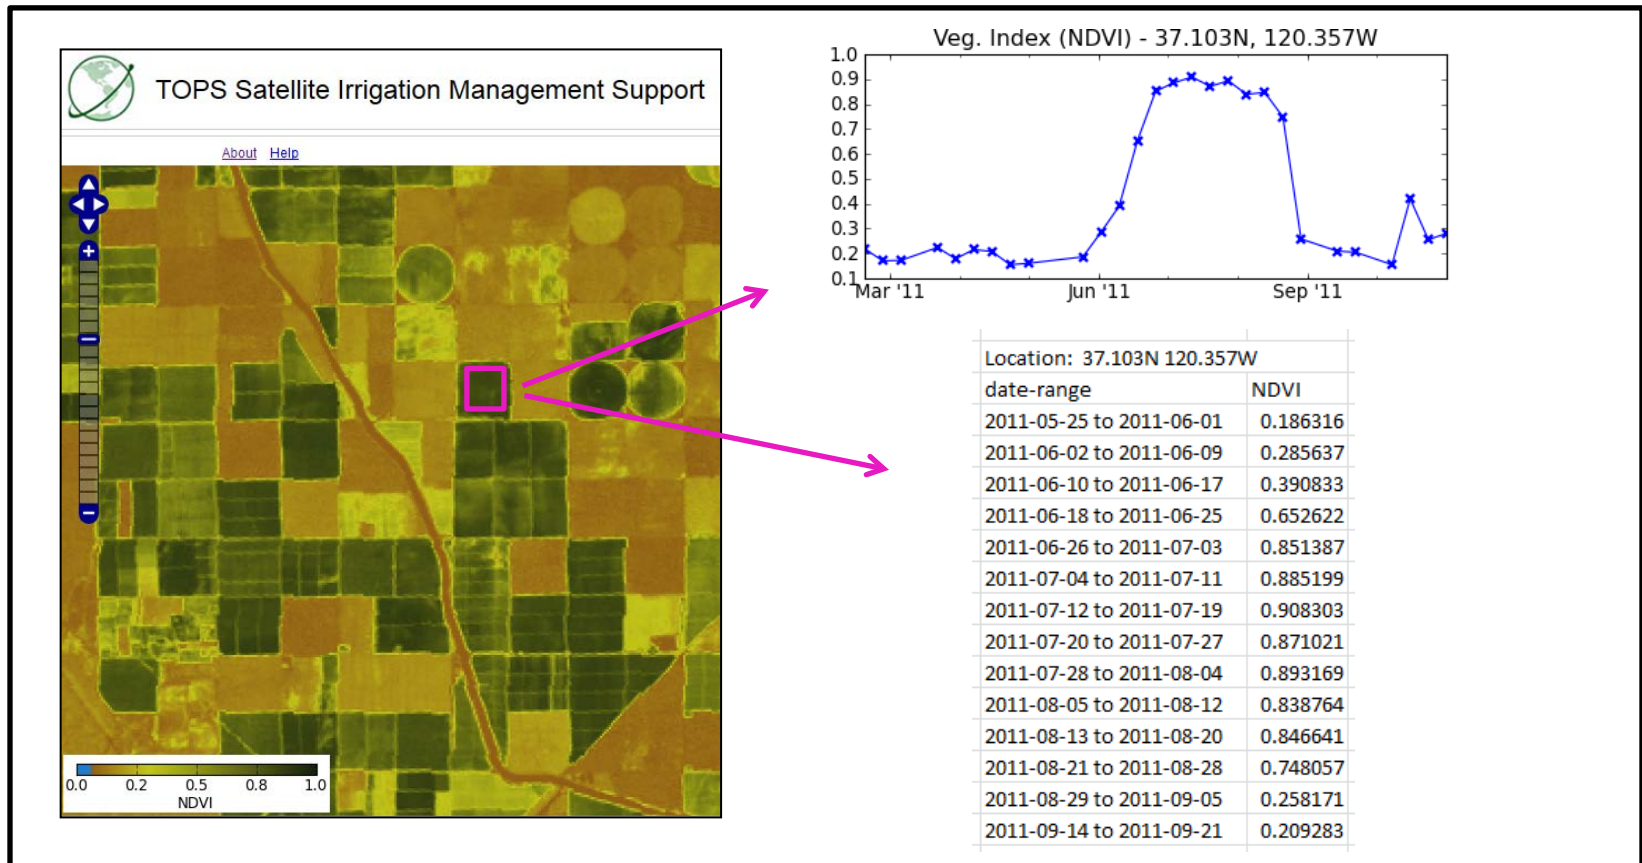 TOPS Satellite Irrigation Management Support
About Help
0.0 0.2 0.5 0.8 1.0
NDVI
Veg. Index (NDVI) - 37.103N, 120.357W
1.0
0.9
0.8
0.7
0.6
0.5
0.4
0.3
0.2
0.1
Mar '11 Jun '11 Sep '11
Location: 37.103N 120.357W
date-range NDVI
2011-05-25 to 2011-06-01 0.186316
2011-06-02 to 2011-06-09 0.285637
2011-06-10 to 2011-06-17 0.390833
2011-06-18 to 2011-06-25 0.652622
2011-06-26 to 2011-07-03 0.851387
2011-07-04 to 2011-07-11 0.885199
2011-07-12 to 2011-07-19 0.908303
2011-07-20 to 2011-07-27 0.871021
2011-07-28 to 2011-08-04 0.893169
2011-08-05 to 2011-08-12 0.838764
2011-08-13 to 2011-08-20 0.846641
2011-08-21 to 2011-08-28 0.748057
2011-08-29 to 2011-09-05 0.258171
2011-09-14 to 2011-09-21 0.209283